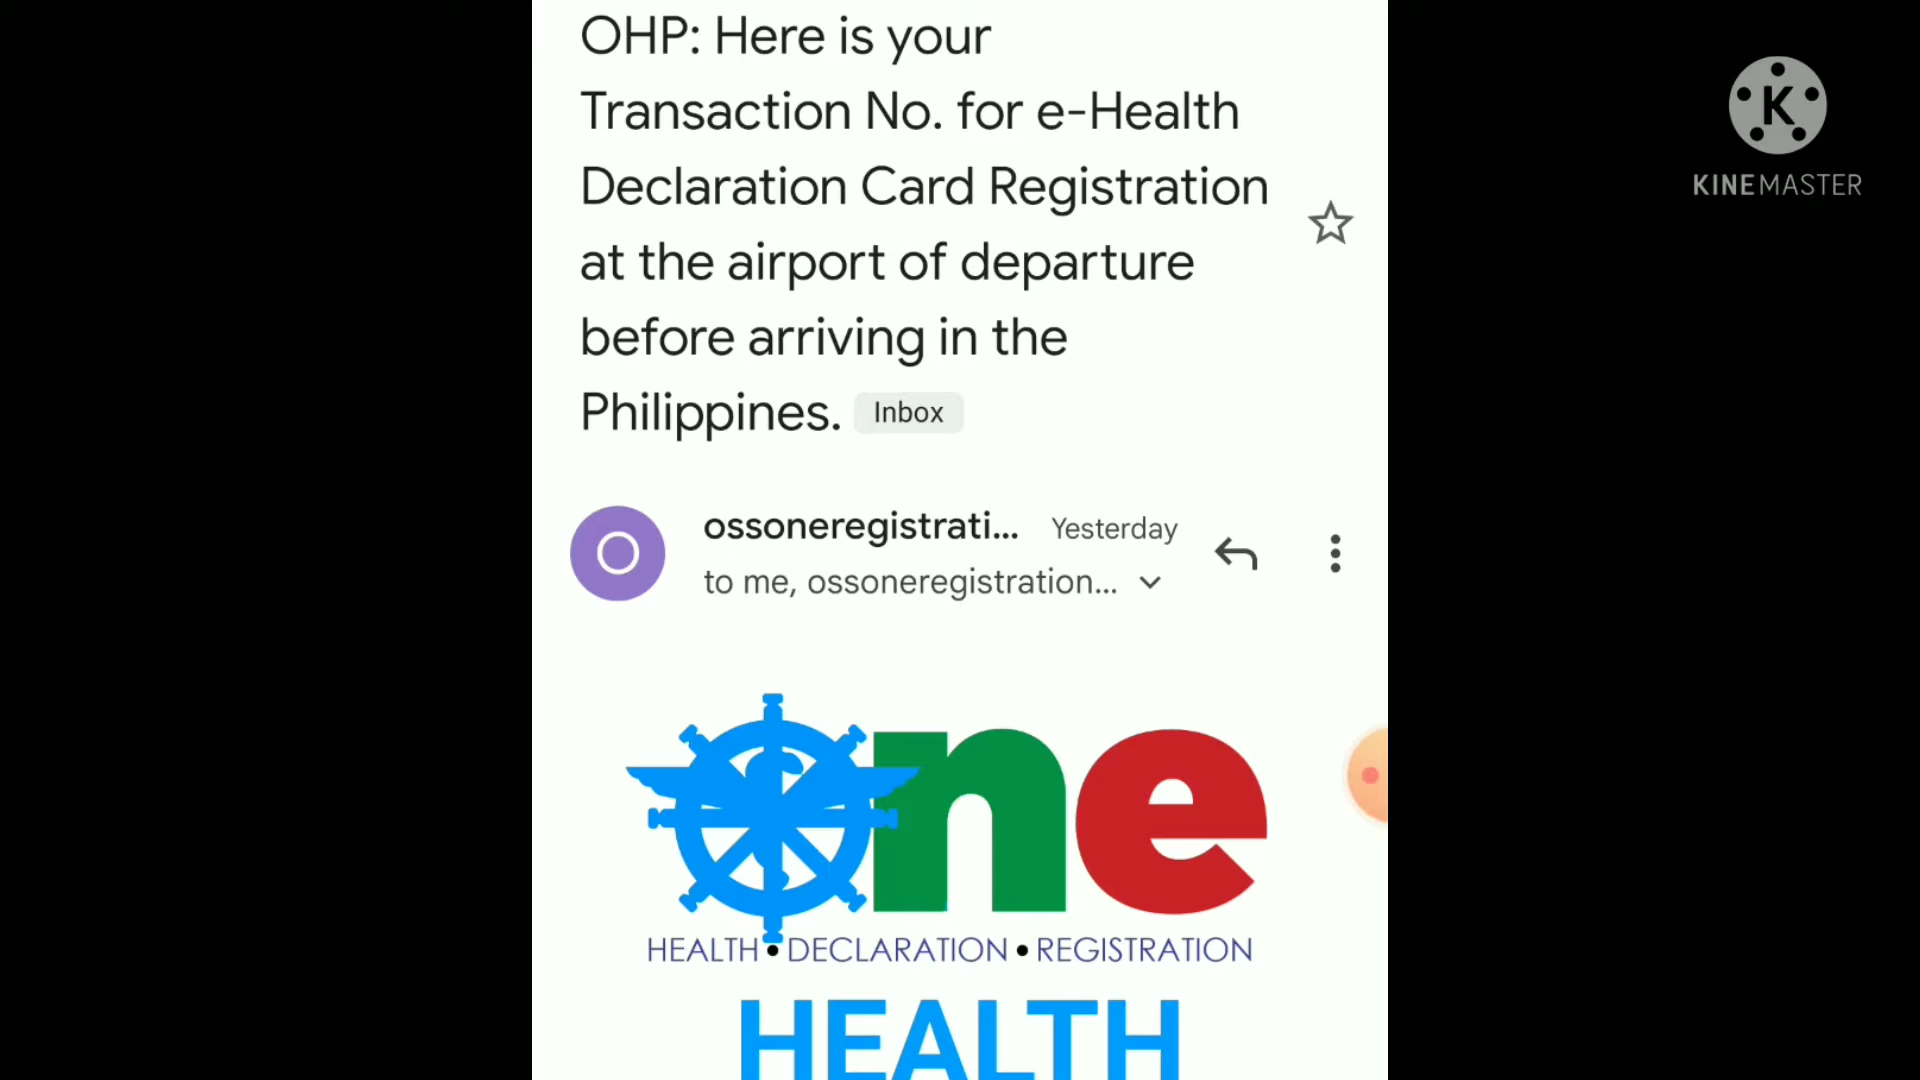 OHP: Here is your
Transaction No. for e-Health
Declaration Card Registration
at the airport of departure
before arriving in the
Philippines. Inbox
O
ossoneregistrati... Yesterday
to me, ossoneregistration...
One
HEALTH • DECLARATION • REGISTRATION
HEALTH
K
KINEMASTER